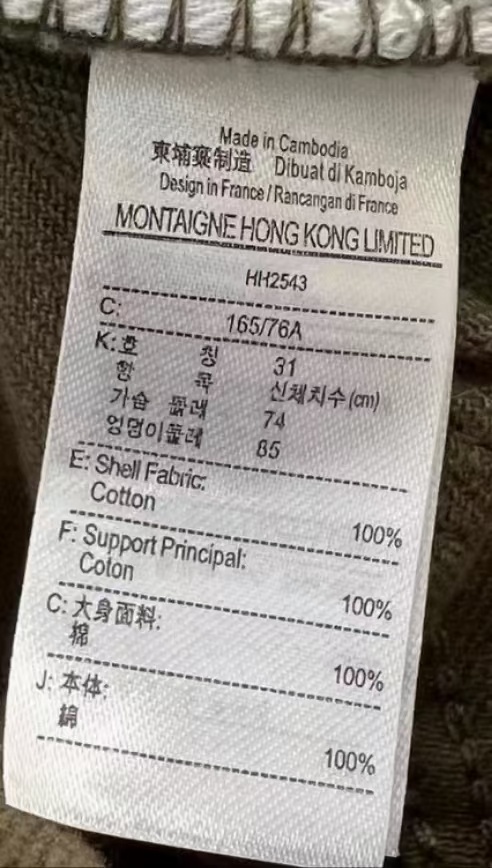 Made in Cambodia
柬埔寨制造 Dibuat di Kamboja
Design in France / Rancangan di France
MONTAIGNE HONG KONG LIMITED
HH2543
C: 165/76A
K: 호 칭 31
항 목 신체치수 (cm)
가슴 둘레 74
엉덩이둘레 85
E: Shell Fabric:
Cotton 100%
F: Support Principal:
Coton 100%
C: 大身面料:
棉 100%
J: 本体:
綿 100%